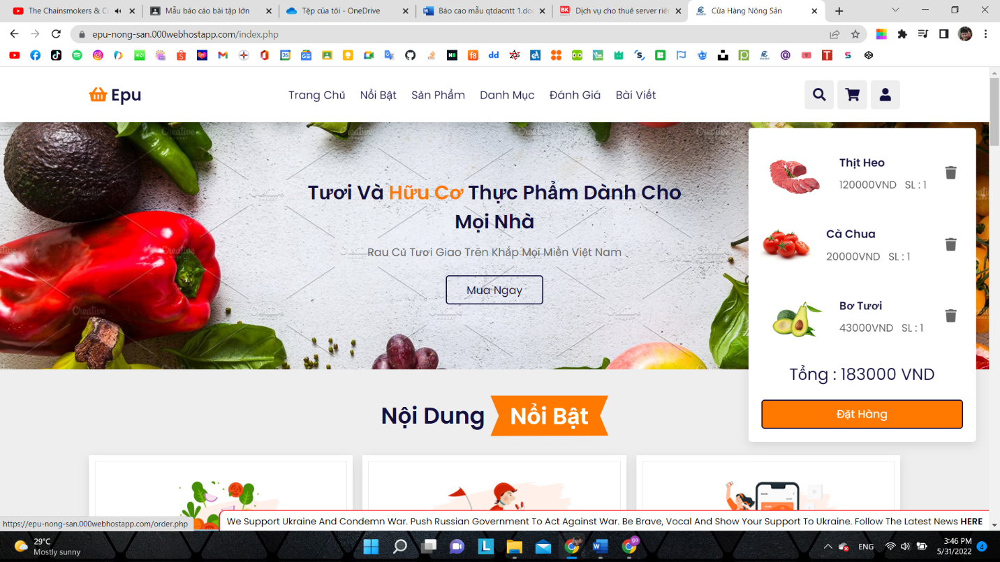 The Chainsmokers & C
Mẫu báo cáo bài tập lớn
Tệp của tôi - OneDrive
Báo cao mẫu qtdacntt 1.do
Dịch vụ cho thuê server riê
Cửa Hàng Nông Sản
epu-nong-san.000webhostapp.com/index.php
Epu
Trang Chủ
Nổi Bật
Sản Phẩm
Danh Mục
Đánh Giá
Bài Viết
Tươi Và Hữu Cơ Thực Phẩm Dành Cho
Mọi Nhà
Rau Củ Tươi Giao Trên Khắp Mọi Miền Việt Nam
Mua Ngay
Thịt Heo
120000VND SL : 1
Cà Chua
20000VND SL : 1
Bơ Tươi
43000VND SL : 1
Tổng : 183000 VND
Đặt Hàng
Nội Dung Nổi Bật
https://epu-nong-san.000webhostapp.com/order.php
We Support Ukraine And Condemn War. Push Russian Government To Act Against War. Be Brave, Vocal And Show Your Support To Ukraine. Follow The Latest News HERE
29°C
Mostly sunny
ENG
3:46 PM
5/31/2022
4